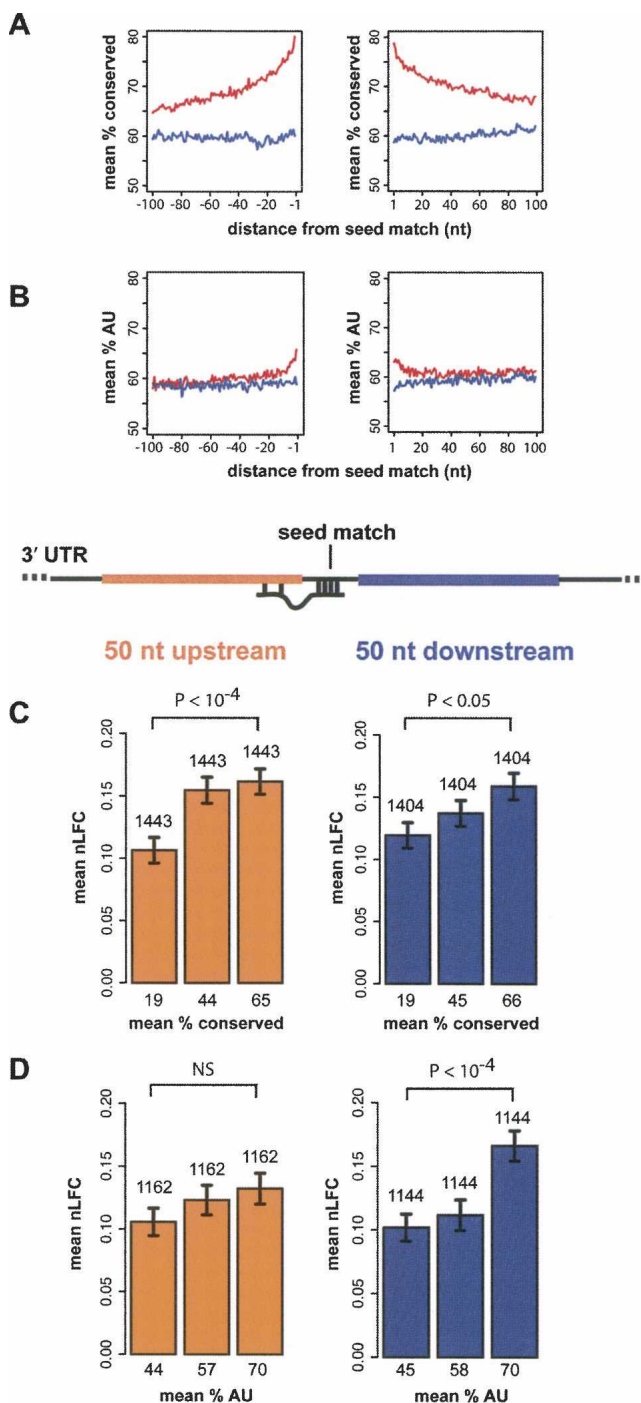 A
mean % conserved
50 60 70 80
-100 -80 -60 -40 -20 -1
distance from seed match (nt)
mean % conserved
50 60 70 80
1 20 40 60 80 100
distance from seed match (nt)
B
mean % AU
50 60 70 80
-100 -80 -60 -40 -20 -1
distance from seed match (nt)
mean % AU
50 60 70 80
1 20 40 60 80 100
distance from seed match (nt)
seed match
3′ UTR
50 nt upstream
50 nt downstream
C
P < 10⁻⁴
mean nLFC
0.00 0.05 0.10 0.15 0.20
1443 1443 1443
19 44 65
mean % conserved
P < 0.05
mean nLFC
0.00 0.05 0.10 0.15 0.20
1404 1404 1404
19 45 66
mean % conserved
D
NS
mean nLFC
0.00 0.05 0.10 0.15 0.20
1162 1162 1162
44 57 70
mean % AU
P < 10⁻⁴
mean nLFC
0.00 0.05 0.10 0.15 0.20
1144 1144 1144
45 58 70
mean % AU